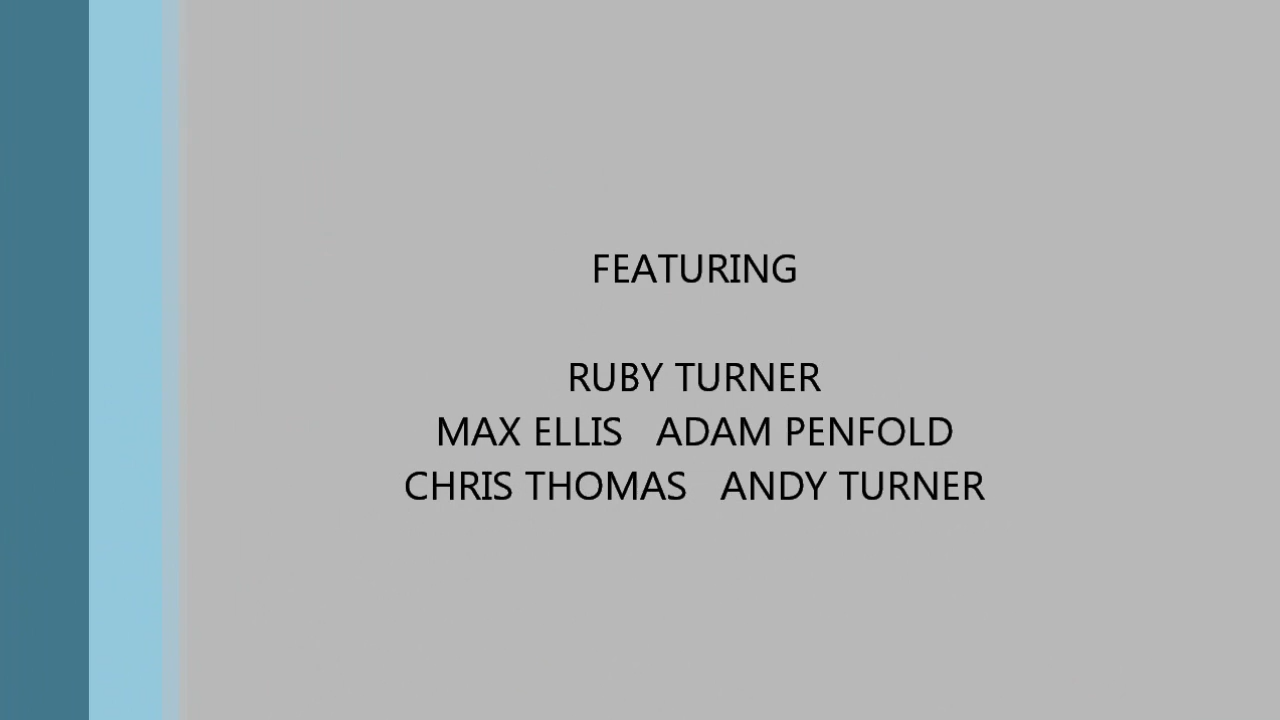 FEATURING
RUBY TURNER
MAX ELLIS   ADAM PENFOLD
CHRIS THOMAS   ANDY TURNER